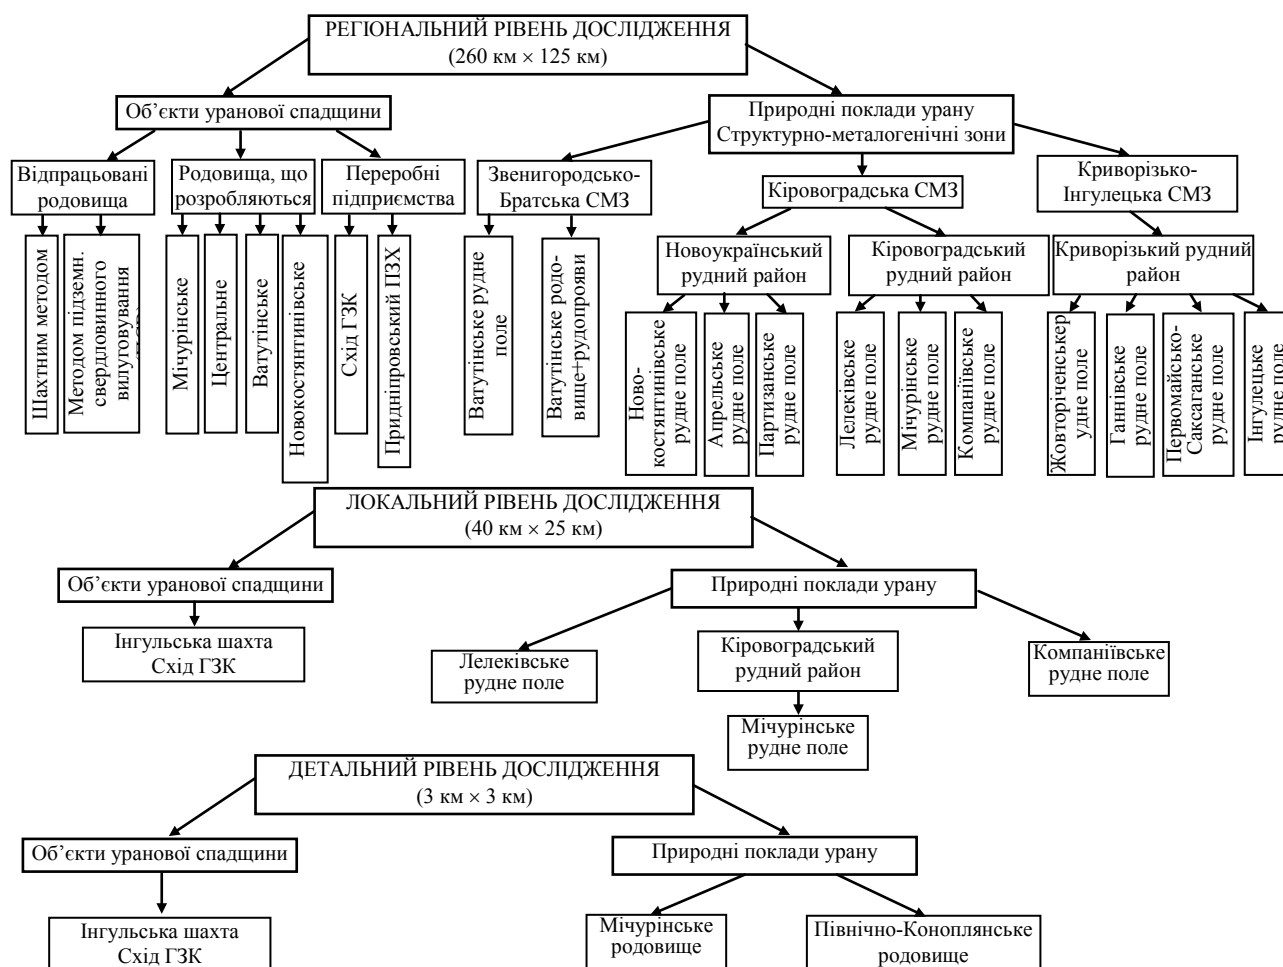 РЕГІОНАЛЬНИЙ РІВЕНЬ ДОСЛІДЖЕННЯ
(260 км × 125 км)
Об’єкти уранової спадщини
Природні поклади урану
Структурно-металогенічні зони
Відпрацьовані
родовища
Родовища, що
розробляються
Переробні
підприємства
Звенигородсько-
Братська СМЗ
Кіровоградська СМЗ
Криворізько-
Інгулецька СМЗ
Новоукраїнський
рудний район
Кіровоградський
рудний район
Криворізький рудний
район
Шахтним методом
Методом підземн.
свердловинного
вилуговування
Мічурінське
Центральне
Ватутінське
Новокостянтинівське
Схід ГЗК
Придніпровський ПЗХ
Ватутінське рудне
поле
Ватутінське родо-
вище+рудопрояви
Ново-
костянтинівське
рудне поле
Апрельське
рудне поле
Партизанське
рудне поле
Лелеківське
рудне поле
Мічурінське
рудне поле
Компаніївське
рудне поле
Жовторіченськер
удне поле
Ганнівське
рудне поле
Первомайсько-
Саксаганське
рудне поле
Інгулецьке
рудне поле
ЛОКАЛЬНИЙ РІВЕНЬ ДОСЛІДЖЕННЯ
(40 км × 25 км)
Об’єкти уранової спадщини
Природні поклади урану
Інгульська шахта
Схід ГЗК
Лелеківське
рудне поле
Кіровоградський
рудний район
Компаніївське
рудне поле
Мічурінське
рудне поле
ДЕТАЛЬНИЙ РІВЕНЬ ДОСЛІДЖЕННЯ
(3 км × 3 км)
Об’єкти уранової спадщини
Природні поклади урану
Інгульська шахта
Схід ГЗК
Мічурінське
родовище
Північно-Коноплянське
родовище